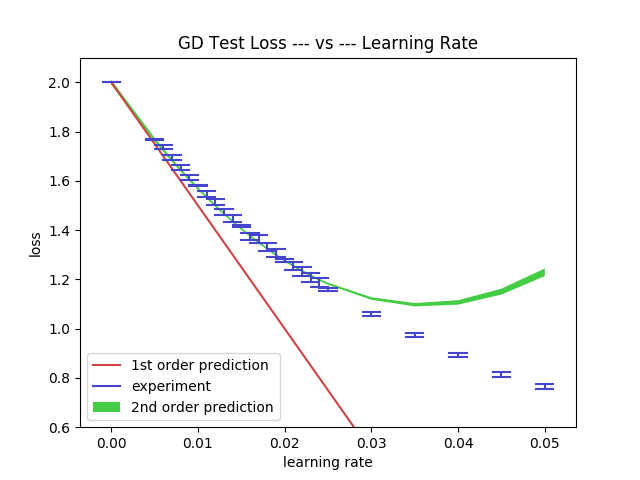 GD Test Loss --- vs --- Learning Rate
loss
2.0
1.8
1.6
1.4
1.2
1.0
0.8
0.6
1st order prediction
experiment
2nd order prediction
0.00 0.01 0.02 0.03 0.04 0.05
learning rate